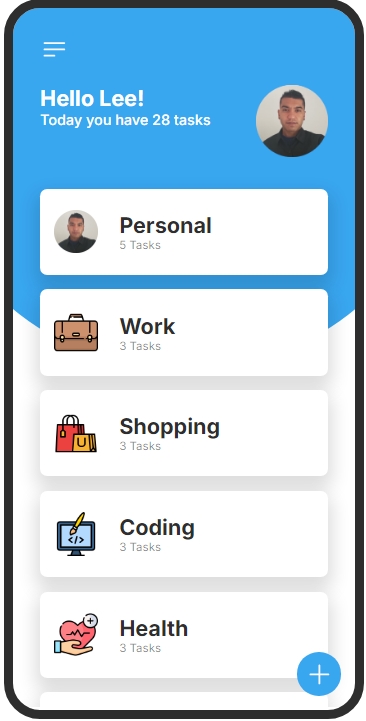 Hello Lee!
Today you have 28 tasks
Personal
5 Tasks
Work
3 Tasks
Shopping
3 Tasks
Coding
3 Tasks
Health
3 Tasks